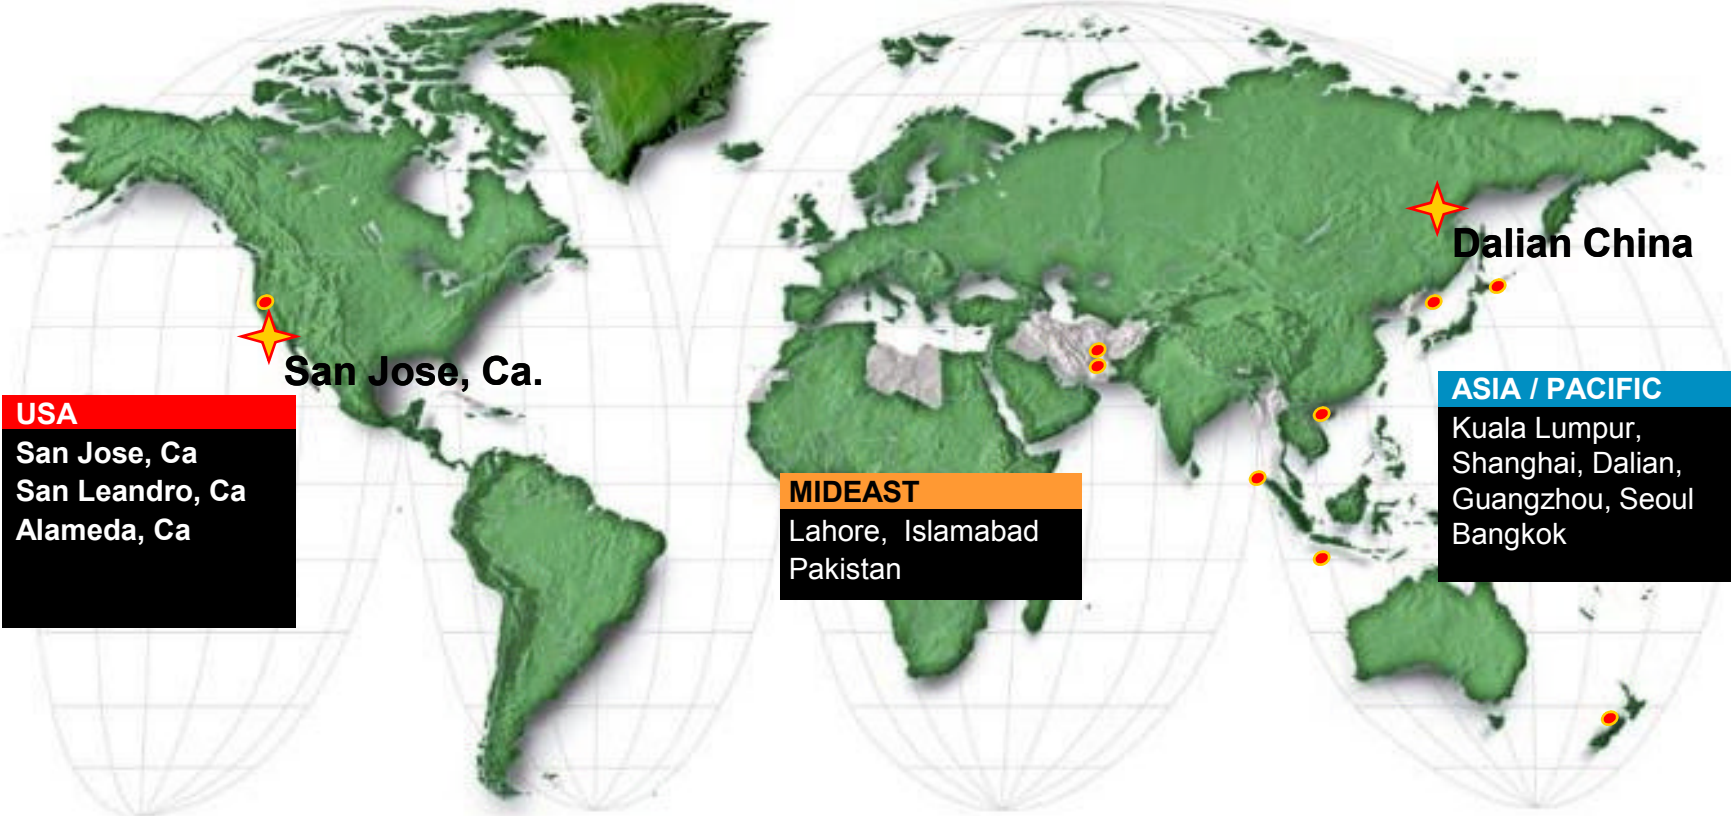 Dalian China
San Jose, Ca.
USA
San Jose, Ca
San Leandro, Ca
Alameda, Ca
MIDEAST
Lahore, Islamabad
Pakistan
ASIA / PACIFIC
Kuala Lumpur,
Shanghai, Dalian,
Guangzhou, Seoul
Bangkok